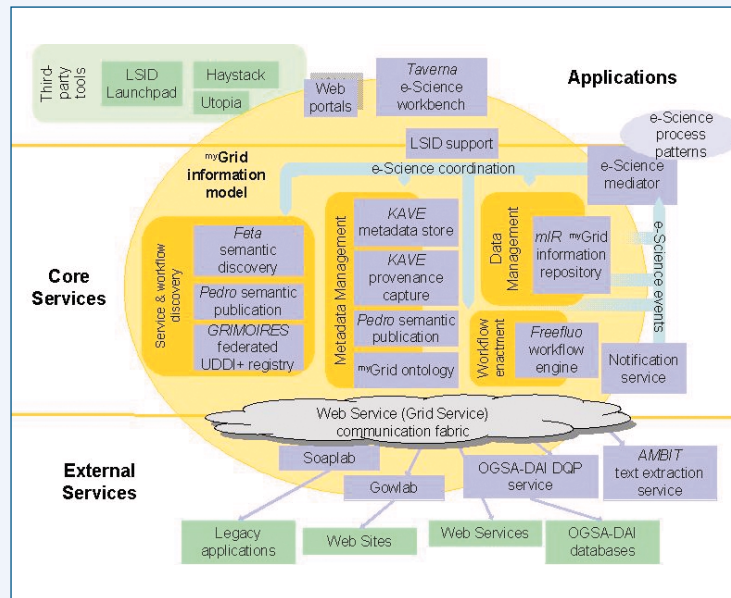 Third-
party
tools
LSID
Launchpad
Haystack
Utopia
Web
portals
Taverna
e-Science
workbench
Applications
e-Science
process
patterns
LSID support
myGrid
information
model
e-Science coordination
e-Science
mediator
Core
Services
Service & workflow
discovery
Feta
semantic
discovery
Pedro semantic
publication
GRIMOIRES
federated
UDDI+ registry
Metadata Management
KAVE
metadata store
KAVE
provenance
capture
Pedro semantic
publication
myGrid ontology
Data
Management
mIR myGrid
information
repository
Workflow
enactment
Freefluo
workflow
engine
e-Science events
Notification
service
Web Service (Grid Service)
communication fabric
External
Services
Soaplab
Gowlab
OGSA-DAI DQP
service
AMBIT
text extraction
service
Legacy
applications
Web Sites
Web Services
OGSA-DAI
databases